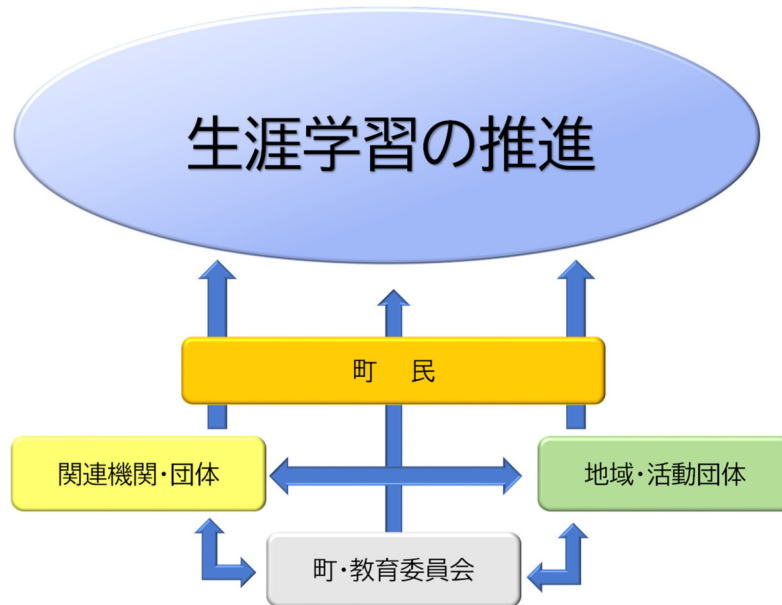 生涯学習の推進
町　民
関連機関･団体
地域･活動団体
町･教育委員会